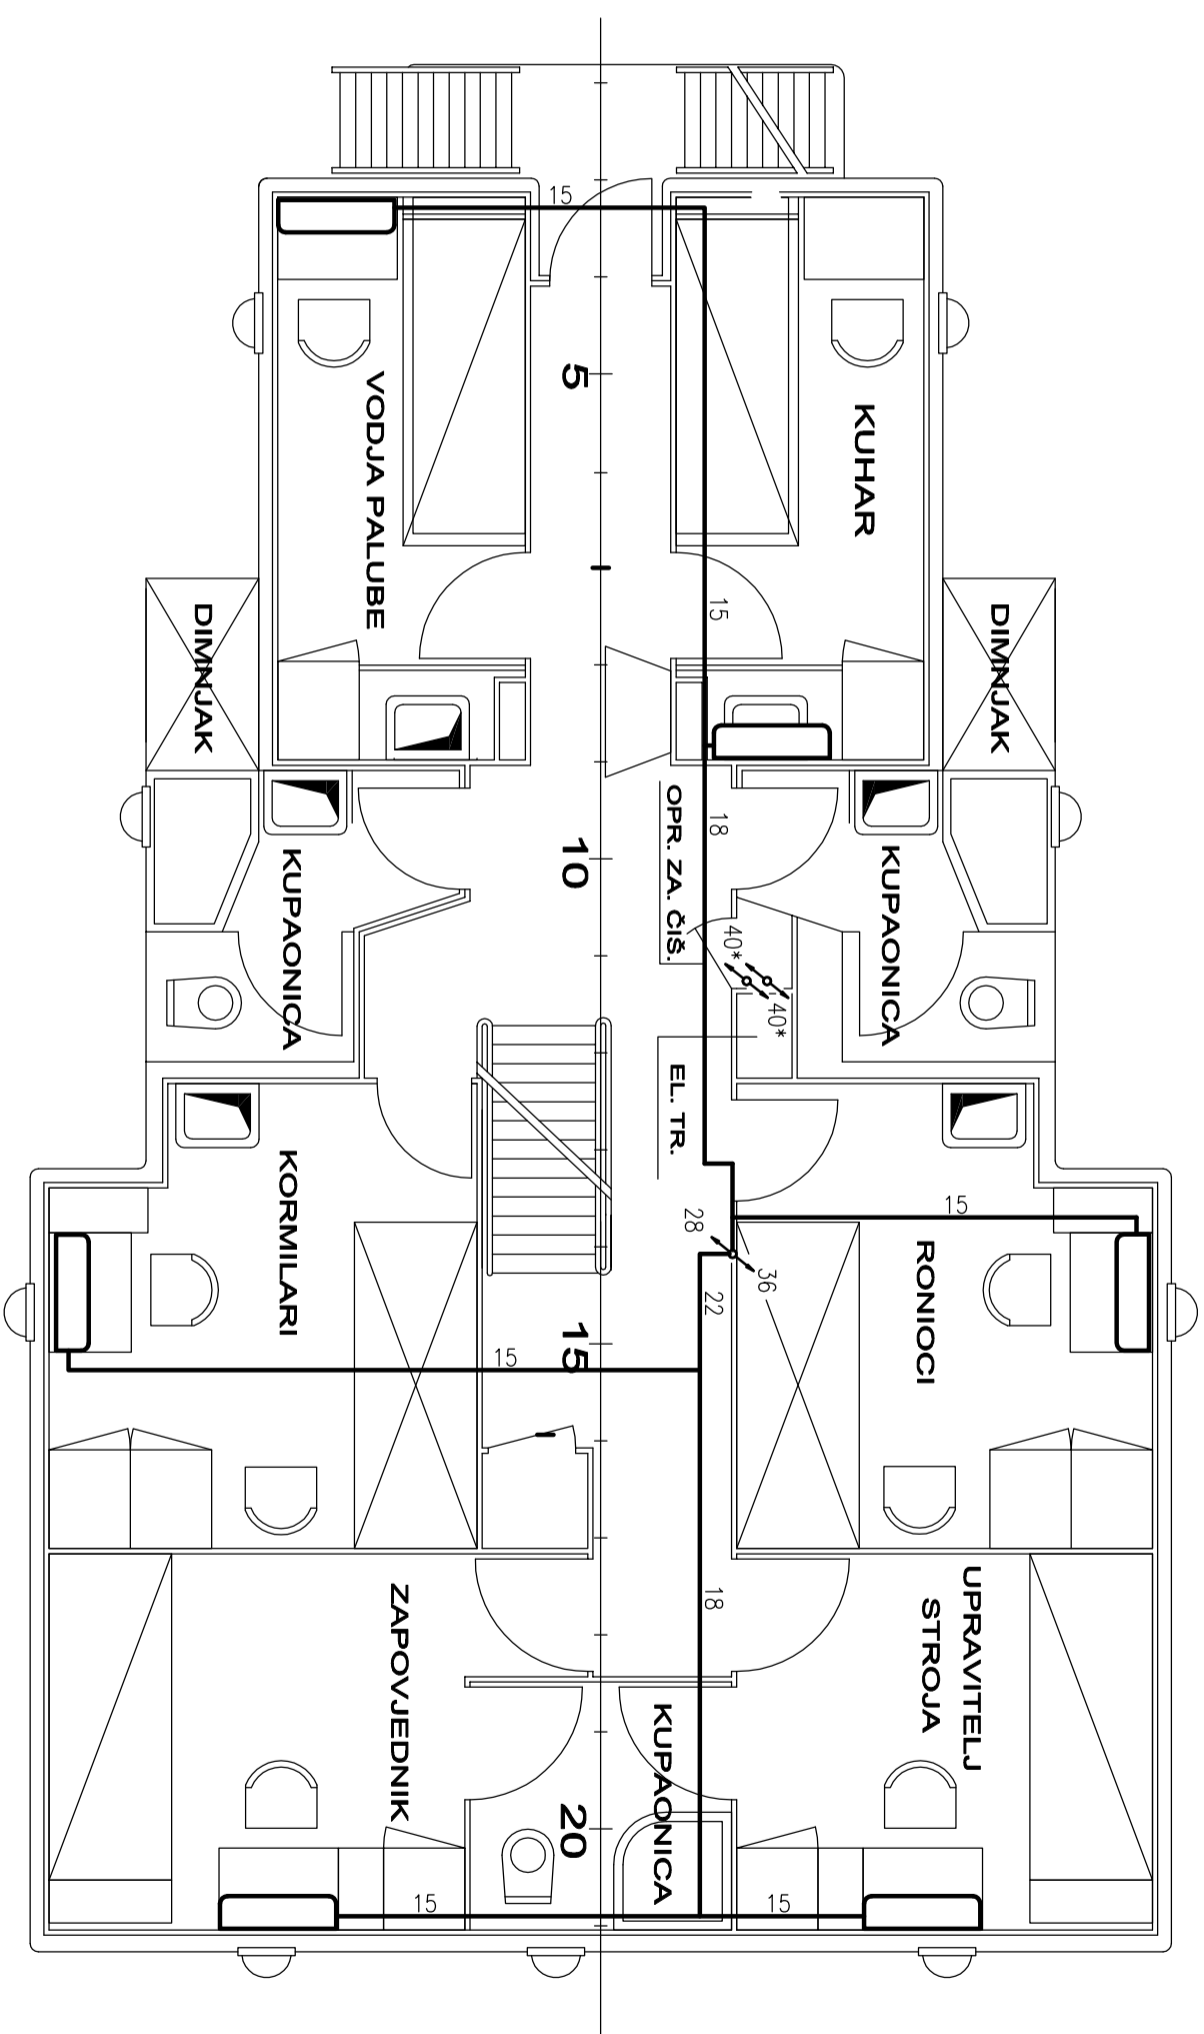 15
5
VODJA PALUBE
KUHAR
15
DIMNJAK
DIMNJAK
18
OPR. ZA. ČIŠ.
10
KUPAONICA
KUPAONICA
40*
40*
EL. TR.
KORMILARI
15
28
36
22
RONIOCI
15
15
18
ZAPOVJEDNIK
UPRAVITELJ
STROJA
KUPAONICA
20
15
15